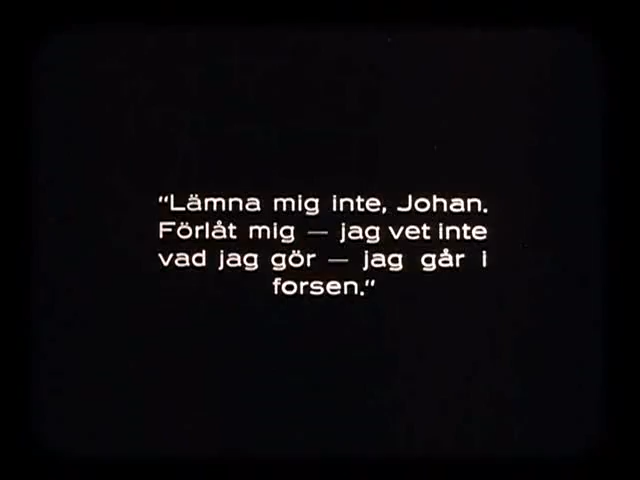 "Lämna mig inte, Johan.
Förlåt mig — jag vet inte
vad jag gör — jag går i
forsen."